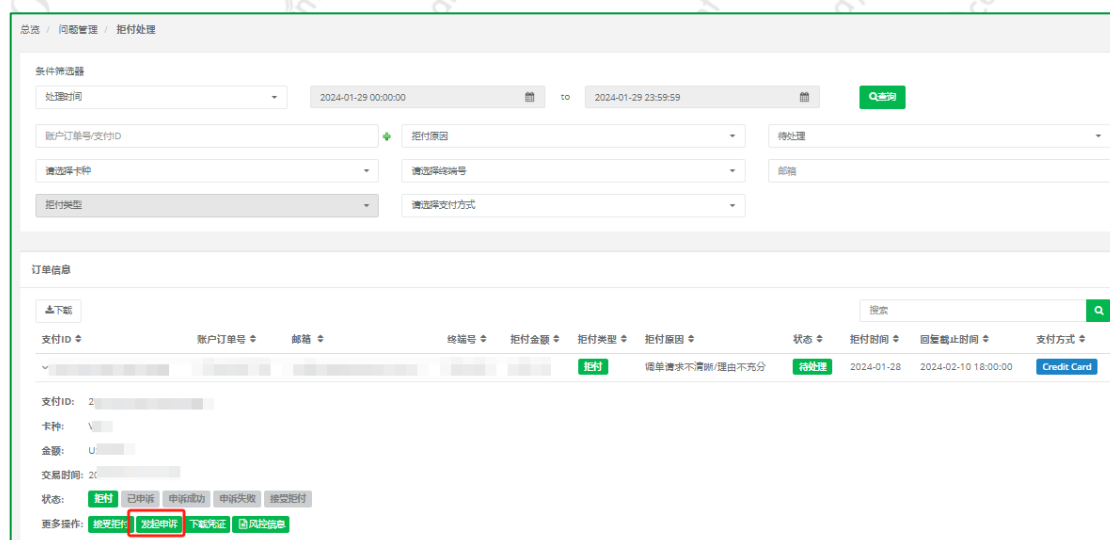 总览 / 问题管理 / 拒付处理
条件筛选器
处理时间 2024-01-29 00:00:00 to 2024-01-29 23:59:59 查询
账户订单号/支付ID 拒付原因 待处理
请选择卡种 请选择终端号 邮箱
拒付类型 请选择支付方式
订单信息
下载 搜索
支付ID 账户订单号 邮箱 终端号 拒付金额 拒付类型 拒付原因 状态 拒付时间 回复截止时间 支付方式
拒付 调单请求不清晰/理由不充分 待处理 2024-01-28 2024-02-10 18:00:00 Credit Card
支付ID: 2
卡种: V
金额: U
交易时间: 20
状态: 拒付 已申诉 申诉成功 申诉失败 接受拒付
更多操作: 接受拒付 发起申诉 下载凭证 风控信息